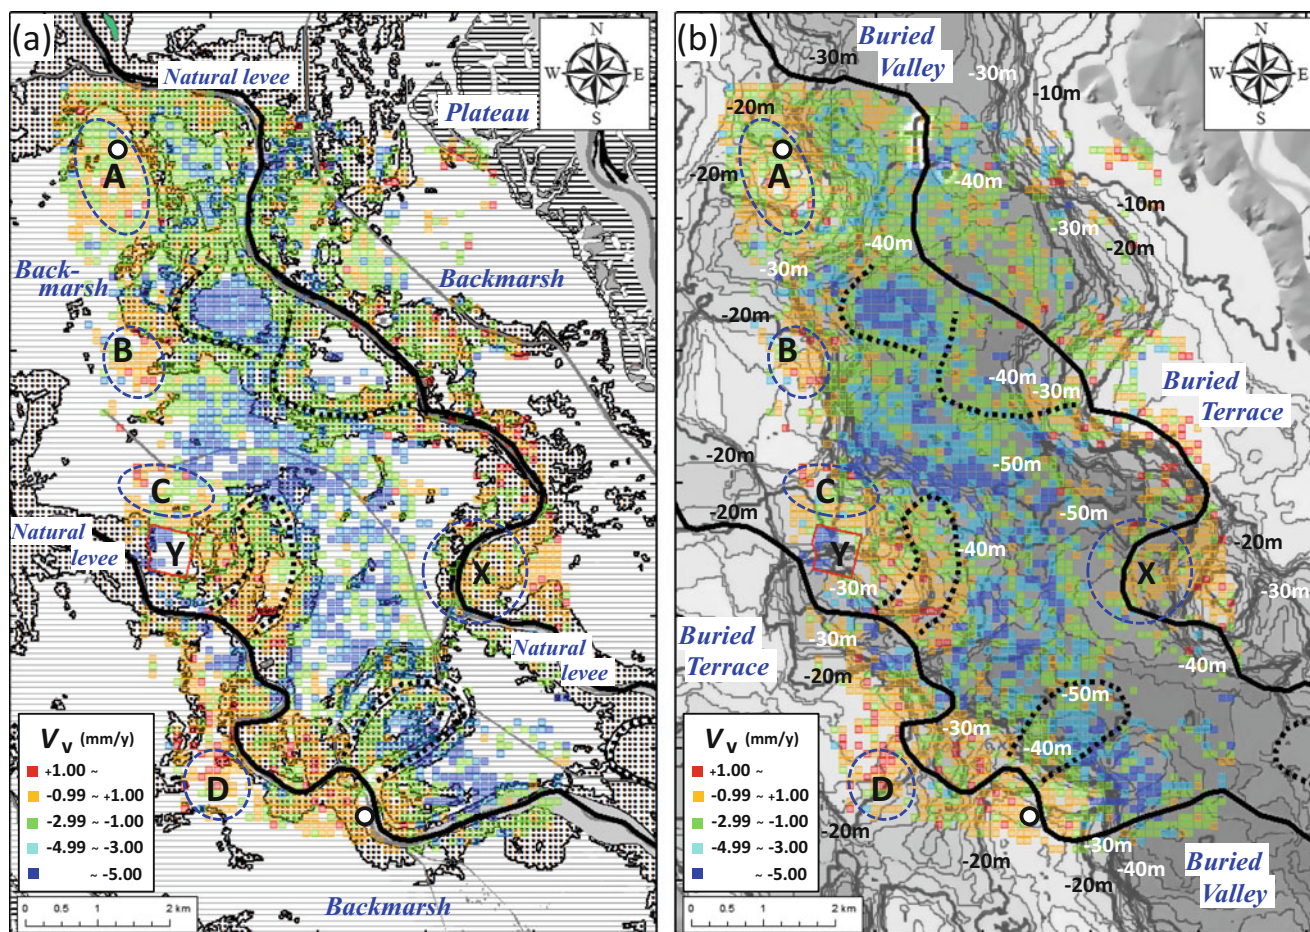 (a)
Natural levee
Plateau
N
W E
S
A
Back-
marsh
Backmarsh
B
C
Natural
levee
Y
X
Natural
levee
D
Backmarsh
Vv (mm/y)
+1.00 ~
-0.99 ~ +1.00
-2.99 ~ -1.00
-4.99 ~ -3.00
~ -5.00
0 0.5 1 2 km
(b)
Buried
Valley
-30m
-30m
-10m
N
W E
S
-20m
A
-20m
-20m
-40m
-10m
-30m
-20m
-40m
-30m
-20m
B
-40m
-30m
Buried
Terrace
-20m
-50m
C
-20m
-50m
Y
-40m
-20m
X
-30m
-30m
-30m
Buried
Terrace
-20m
-40m
-50m
-30m
-40m
D
-20m
-30m
-20m
-40m
-20m
Buried
Valley
Vv (mm/y)
+1.00 ~
-0.99 ~ +1.00
-2.99 ~ -1.00
-4.99 ~ -3.00
~ -5.00
0 0.5 1 2 km